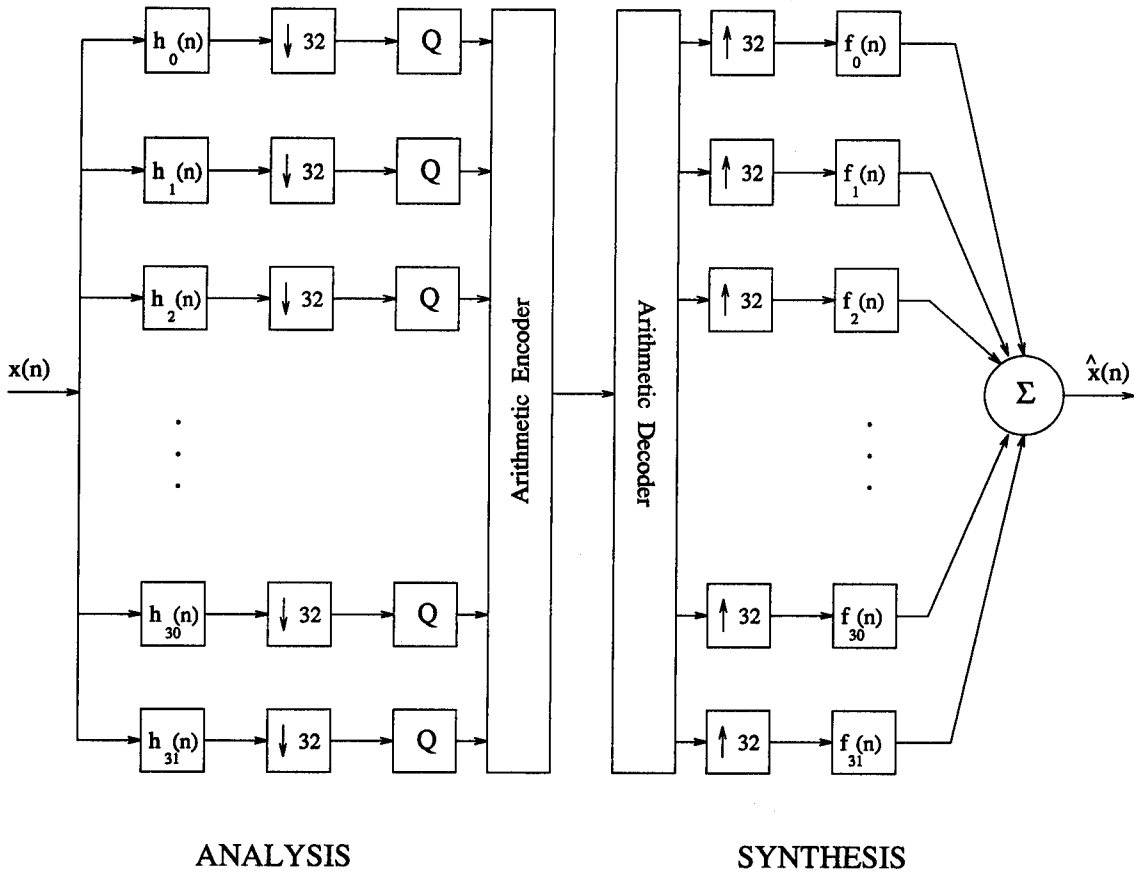 h0(n) ↓ 32 Q ↑ 32 f0(n)
h1(n) ↓ 32 Q ↑ 32 f1(n)
h2(n) ↓ 32 Q ↑ 32 f2(n)
x(n) Arithmetic Encoder Arithmetic Decoder Σ x̂(n)
h30(n) ↓ 32 Q ↑ 32 f30(n)
h31(n) ↓ 32 Q ↑ 32 f31(n)
ANALYSIS SYNTHESIS